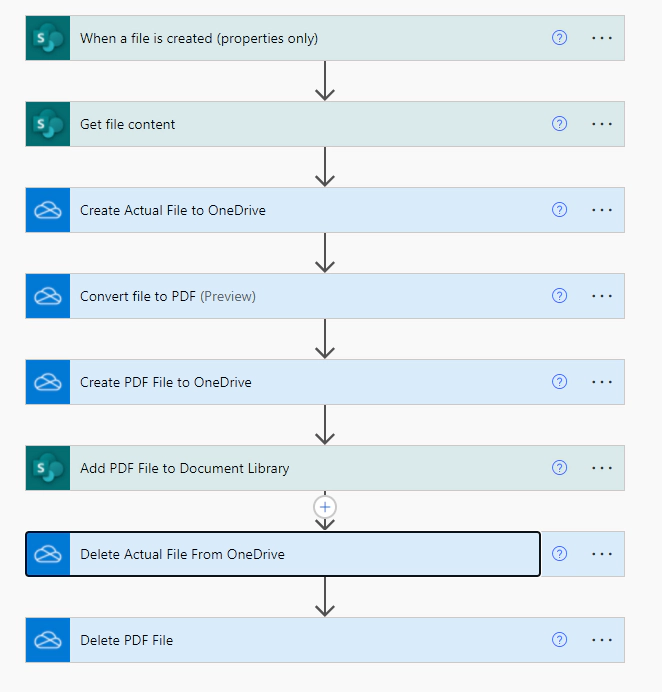 When a file is created (properties only)
Get file content
Create Actual File to OneDrive
Convert file to PDF (Preview)
Create PDF File to OneDrive
Add PDF File to Document Library
Delete Actual File From OneDrive
Delete PDF File